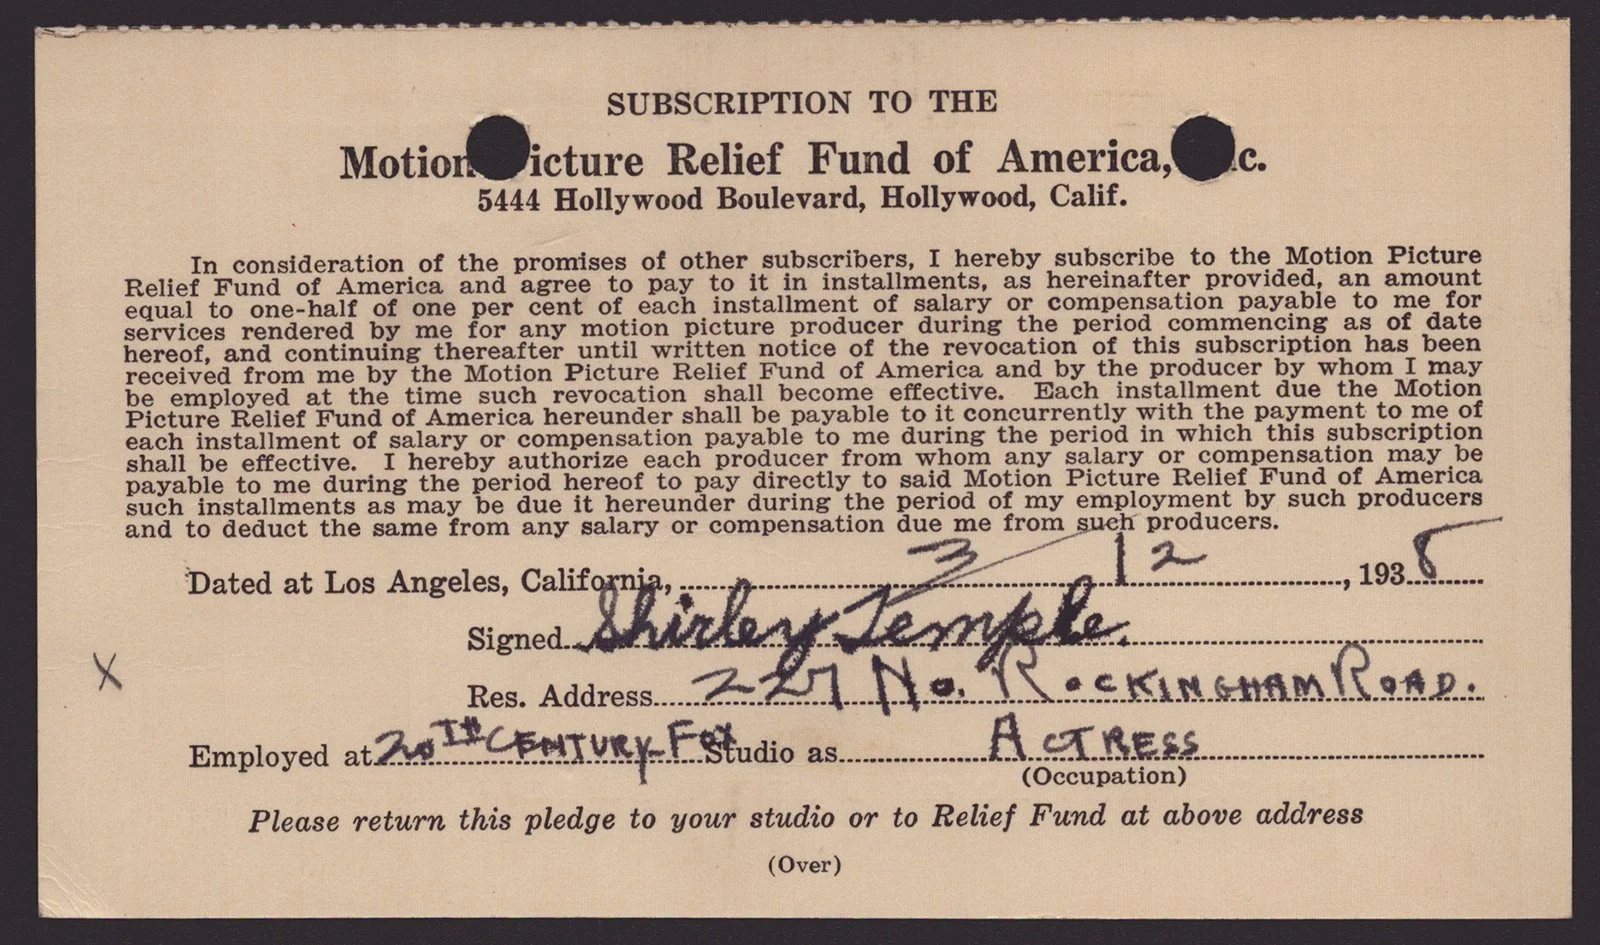 SUBSCRIPTION TO THE
Motion icture Relief Fund of America, c.
5444 Hollywood Boulevard, Hollywood, Calif.
In consideration of the promises of other subscribers, I hereby subscribe to the Motion Picture
Relief Fund of America and agree to pay to it in installments, as hereinafter provided, an amount
equal to one-half of one per cent of each installment of salary or compensation payable to me for
services rendered by me for any motion picture producer during the period commencing as of date
hereof, and continuing thereafter until written notice of the revocation of this subscription has been
received from me by the Motion Picture Relief Fund of America and by the producer by whom I may
be employed at the time such revocation shall become effective. Each installment due the Motion
Picture Relief Fund of America hereunder shall be payable to it concurrently with the payment to me of
each installment of salary or compensation payable to me during the period in which this subscription
shall be effective. I hereby authorize each producer from whom any salary or compensation may be
payable to me during the period hereof to pay directly to said Motion Picture Relief Fund of America
such installments as may be due it hereunder during the period of my employment by such producers
and to deduct the same from any salary or compensation due me from such producers.
Dated at Los Angeles, California, 3/12, 1938
Signed Shirley Temple.
X
Res. Address 227 No. ROCKINGHAM ROAD.
Employed at 20TH CENTURY-FOX Studio as ACTRESS
(Occupation)
Please return this pledge to your studio or to Relief Fund at above address
(Over)